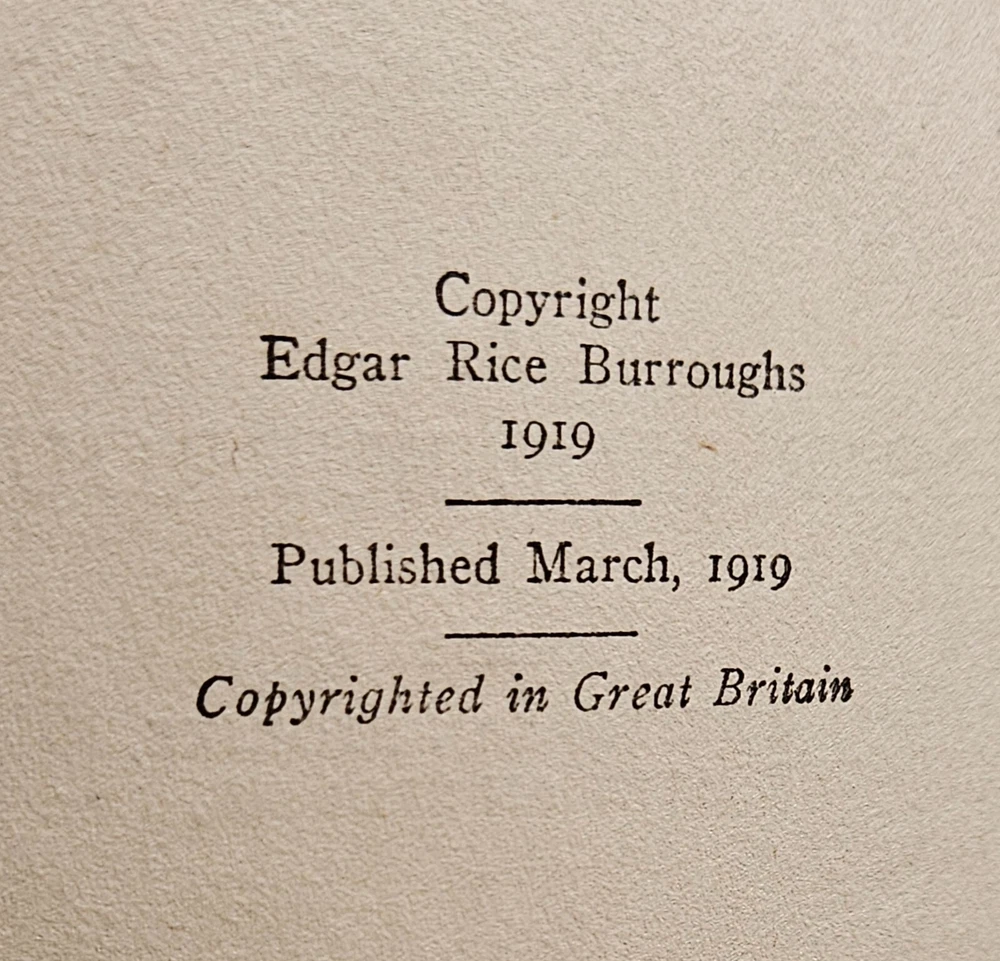 Copyright
Edgar Rice Burroughs
1919
Published March, 1919
Copyrighted in Great Britain